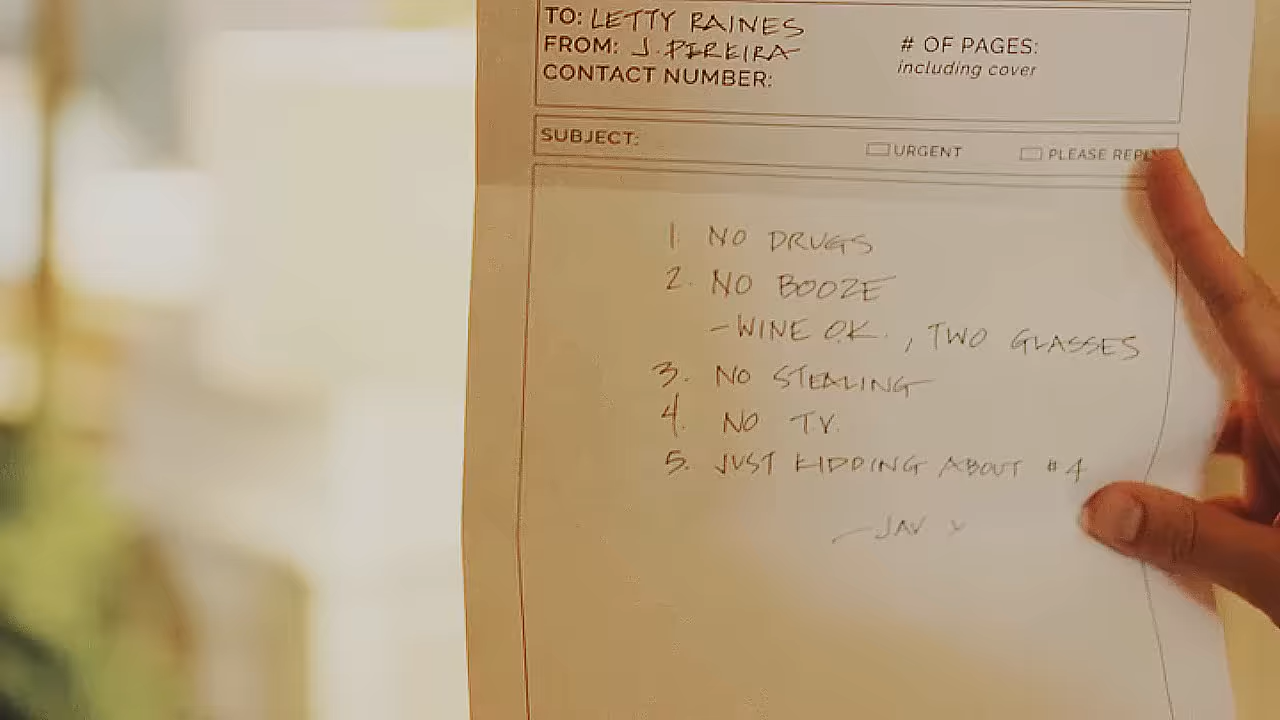 TO: LETTY RAINES
FROM: J. PEREIRA
CONTACT NUMBER:
# OF PAGES:
including cover
SUBJECT:
URGENT
PLEASE REPLY
1. NO DRUGS
2. NO BOOZE
- WINE O.K., TWO GLASSES
3. NO STEALING
4. NO TV.
5. JUST KIDDING ABOUT #4
- JAV x